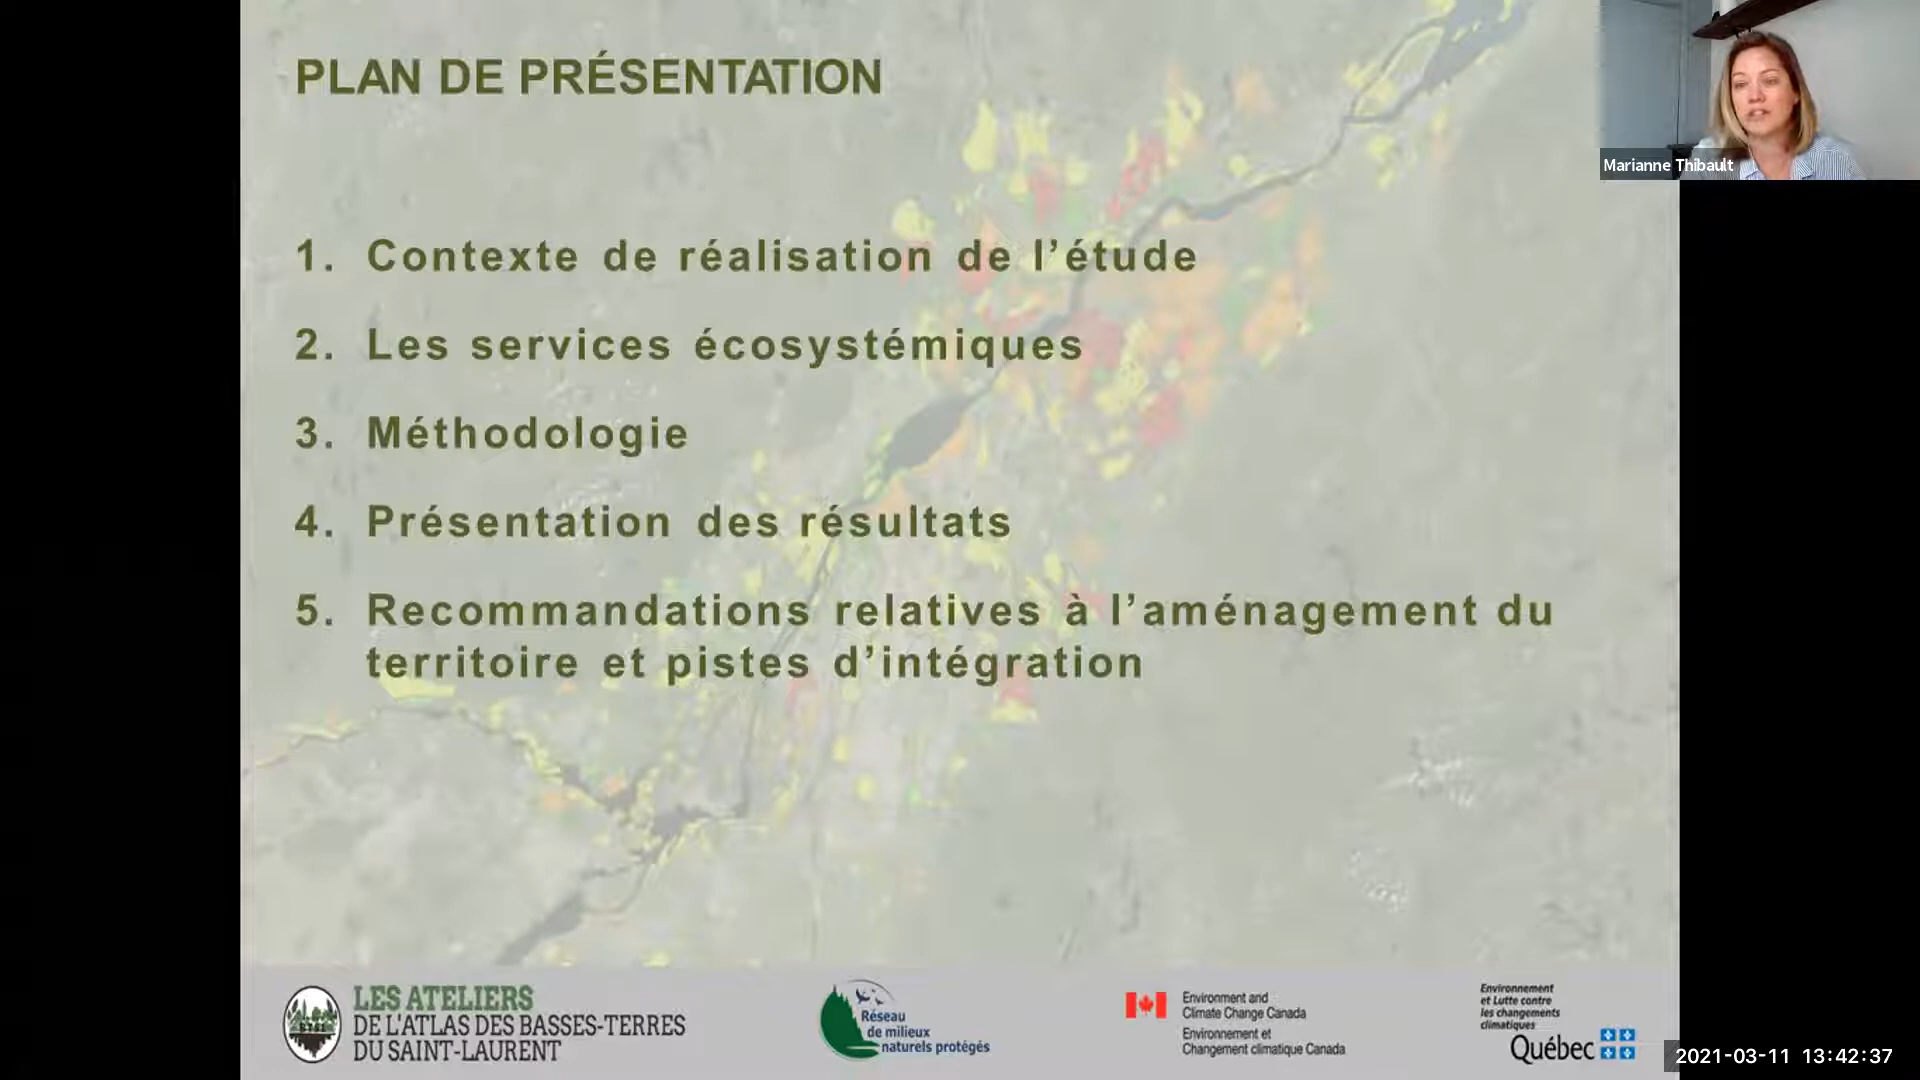 PLAN DE PRÉSENTATION
Marianne Thibault
1. Contexte de réalisation de l’étude
2. Les services écosystémiques
3. Méthodologie
4. Présentation des résultats
5. Recommandations relatives à l’aménagement du
territoire et pistes d’intégration
LES ATELIERS
DE L'ATLAS DES BASSES-TERRES
DU SAINT-LAURENT
Réseau
de milieux
naturels protégés
Environment and
Climate Change Canada
Environnement et
Changement climatique Canada
Environnement
et Lutte contre
les changements
climatiques
Québec
2021-03-11 13:42:37